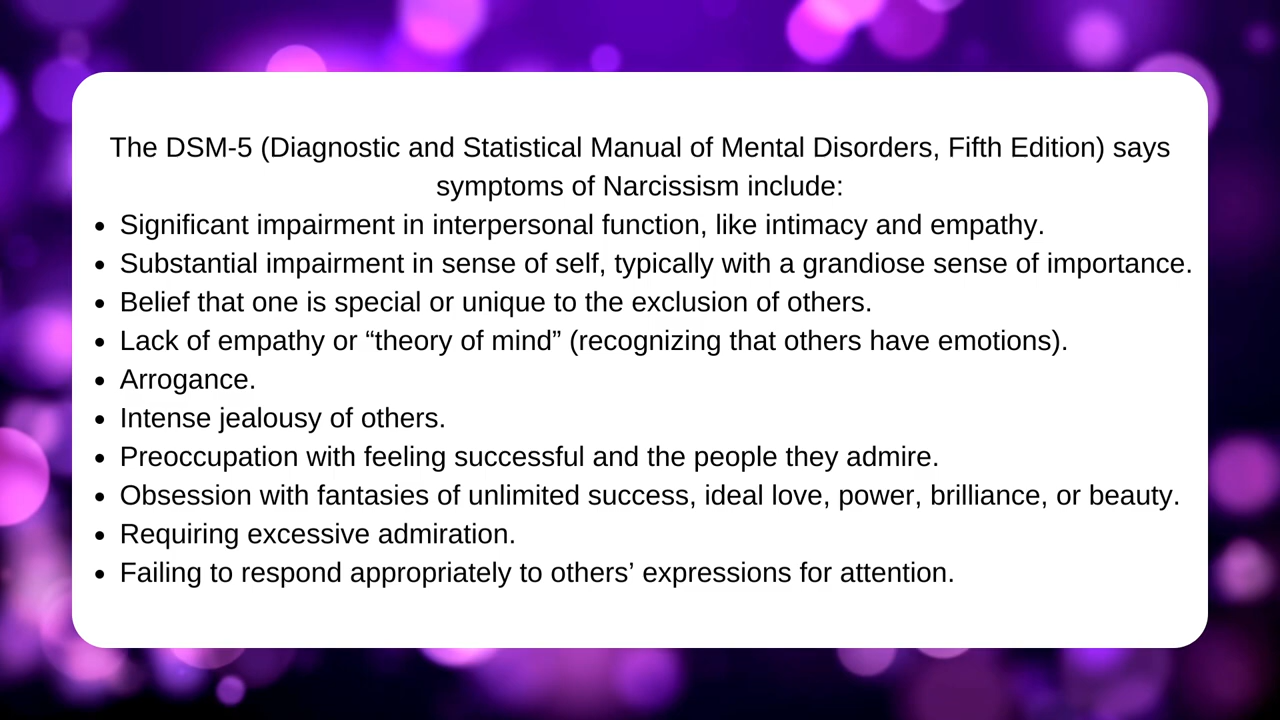 The DSM-5 (Diagnostic and Statistical Manual of Mental Disorders, Fifth Edition) says
symptoms of Narcissism include:
• Significant impairment in interpersonal function, like intimacy and empathy.
• Substantial impairment in sense of self, typically with a grandiose sense of importance.
• Belief that one is special or unique to the exclusion of others.
• Lack of empathy or “theory of mind” (recognizing that others have emotions).
• Arrogance.
• Intense jealousy of others.
• Preoccupation with feeling successful and the people they admire.
• Obsession with fantasies of unlimited success, ideal love, power, brilliance, or beauty.
• Requiring excessive admiration.
• Failing to respond appropriately to others’ expressions for attention.